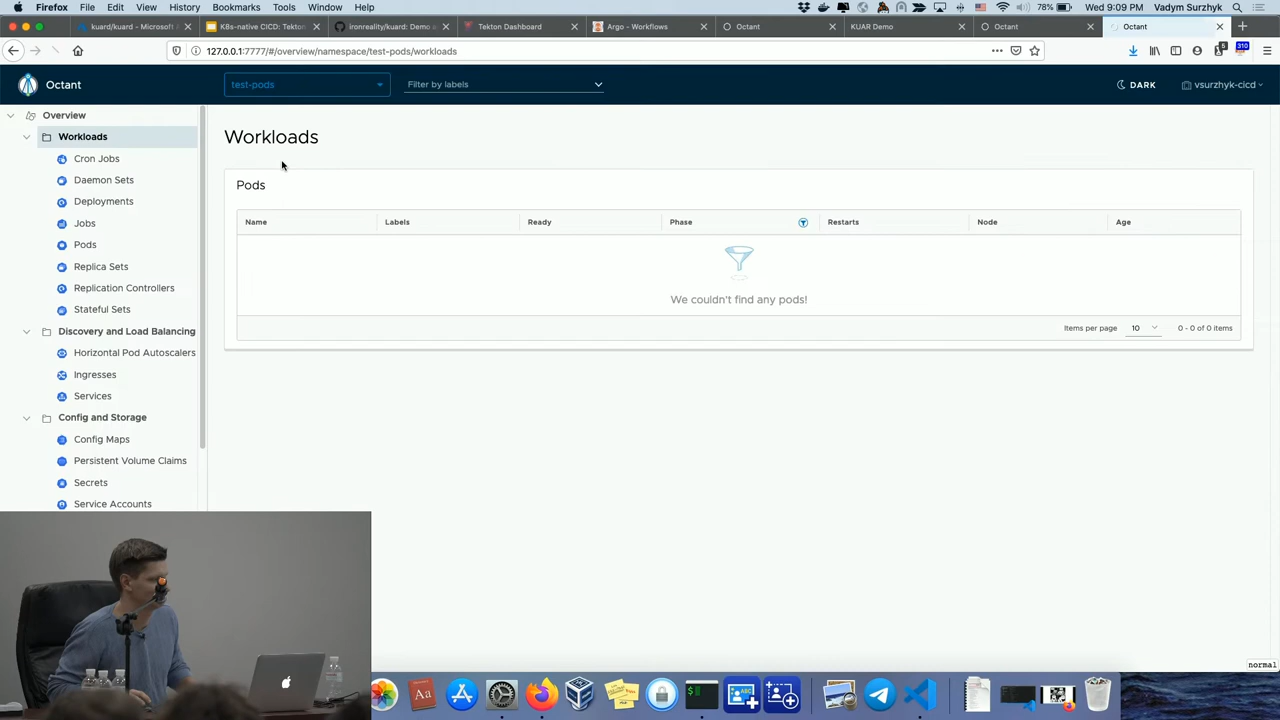 Firefox File Edit View History Bookmarks Tools Window Help
78% Wed 9:09 PM Vadym Surzhyk
kuard/kuard - Microsoft K8s-native CICD: Tekton ironreality/kuard: Demo a Tekton Dashboard Argo - Workflows Octant KUAR Demo Octant Octant
127.0.0.1:7777/#/overview/namespace/test-pods/workloads
310
Octant
test-pods
Filter by labels
DARK
vsurzhyk-cicd
Overview
Workloads
Cron Jobs
Daemon Sets
Deployments
Jobs
Pods
Replica Sets
Replication Controllers
Stateful Sets
Discovery and Load Balancing
Horizontal Pod Autoscalers
Ingresses
Services
Config and Storage
Config Maps
Persistent Volume Claims
Secrets
Service Accounts
Workloads
Pods
Name Labels Ready Phase Restarts Node Age
We couldn't find any pods!
Items per page 10 0 - 0 of 0 items
normal